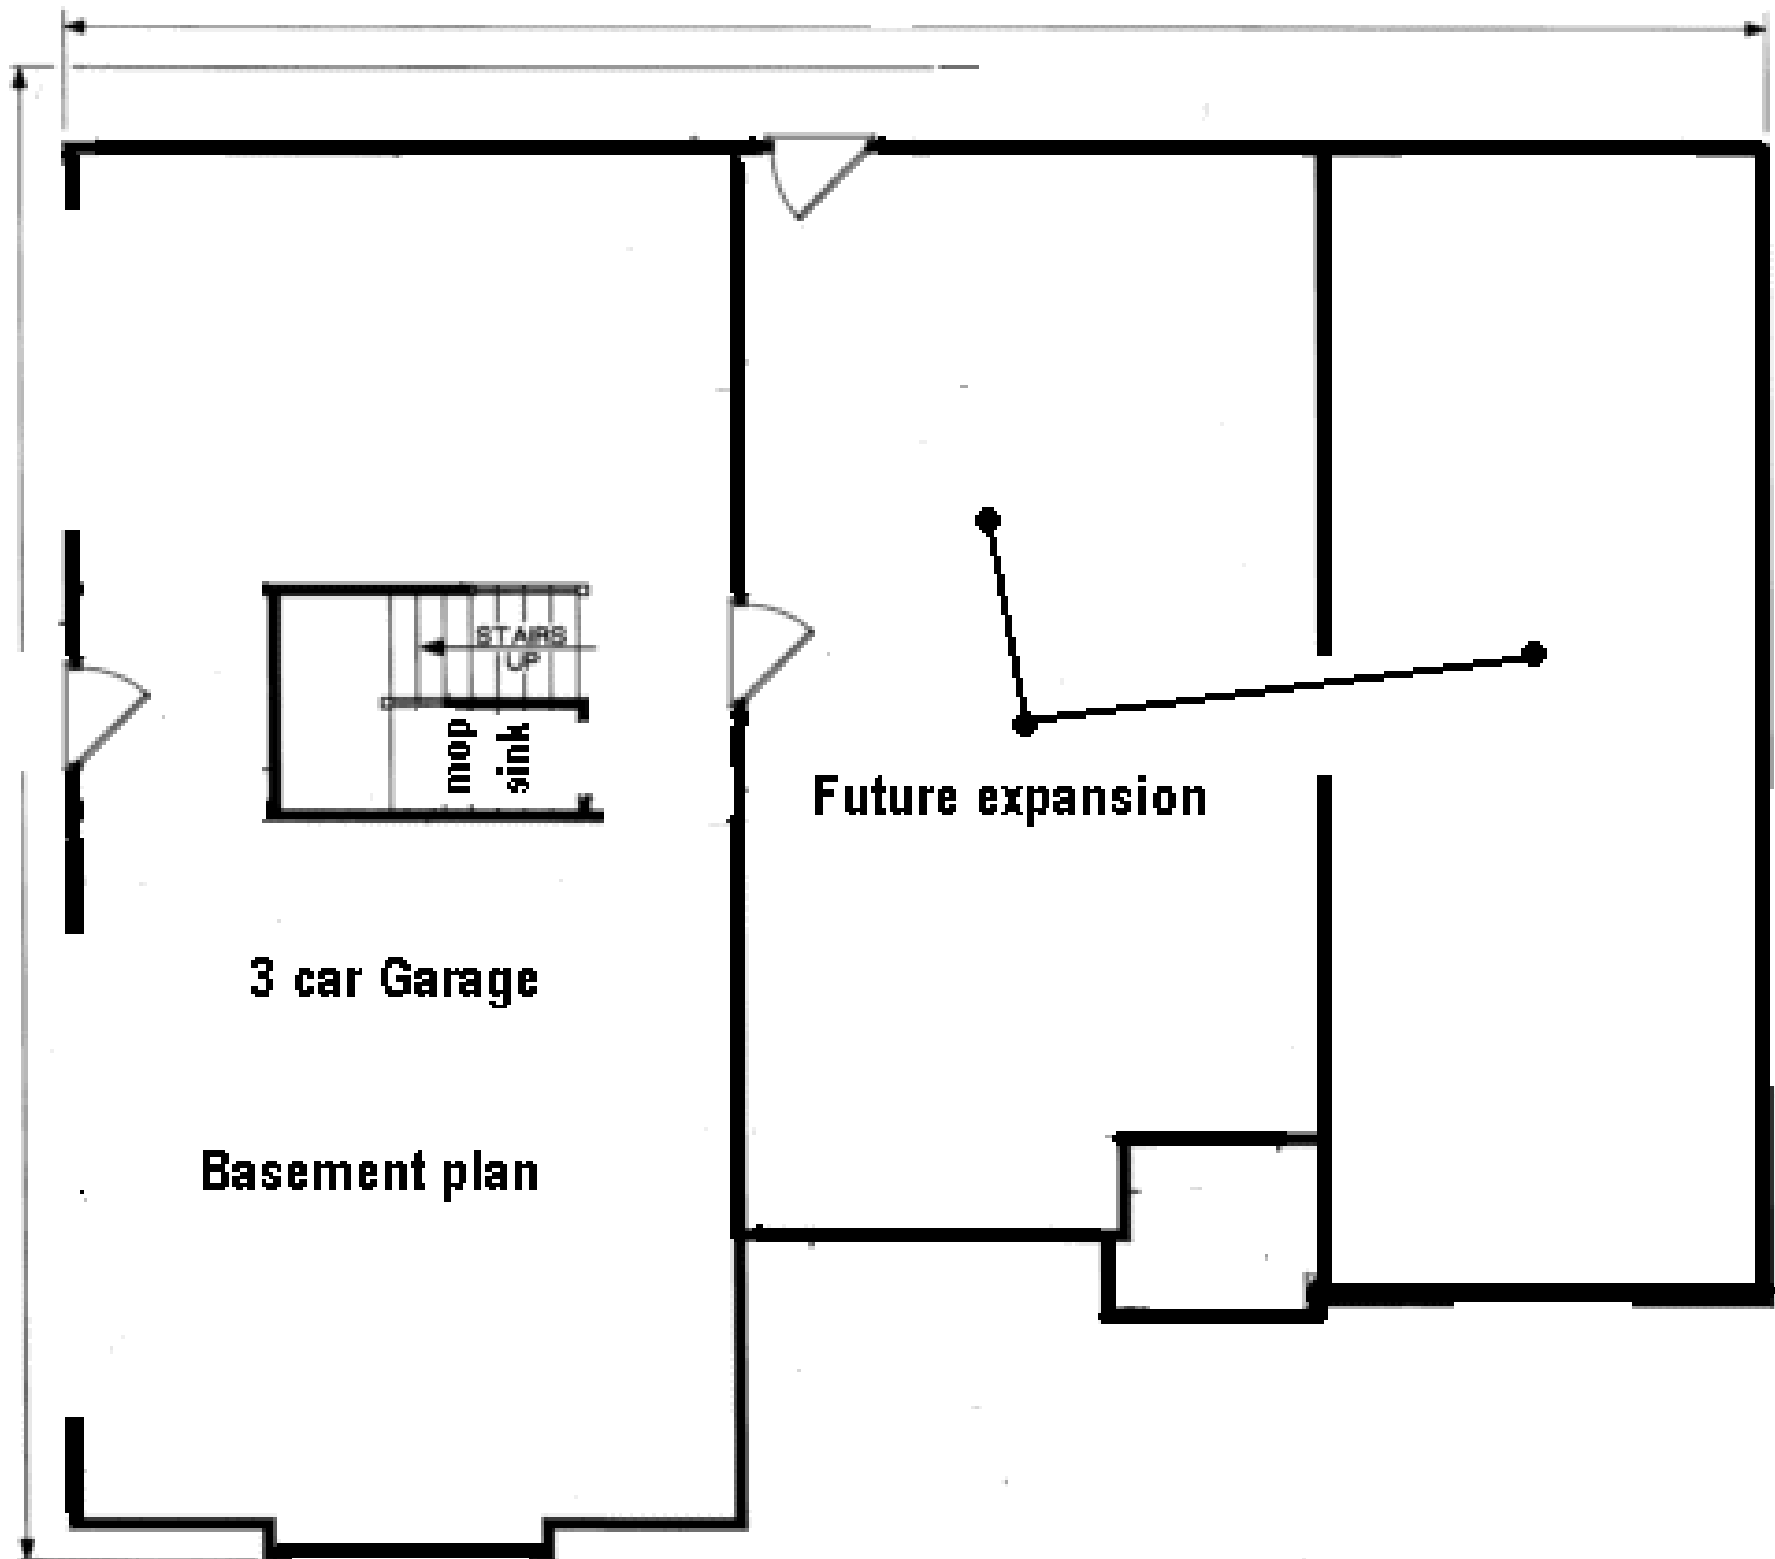 STAIRS
UP
mop
sink
Future expansion
3 car Garage
Basement plan